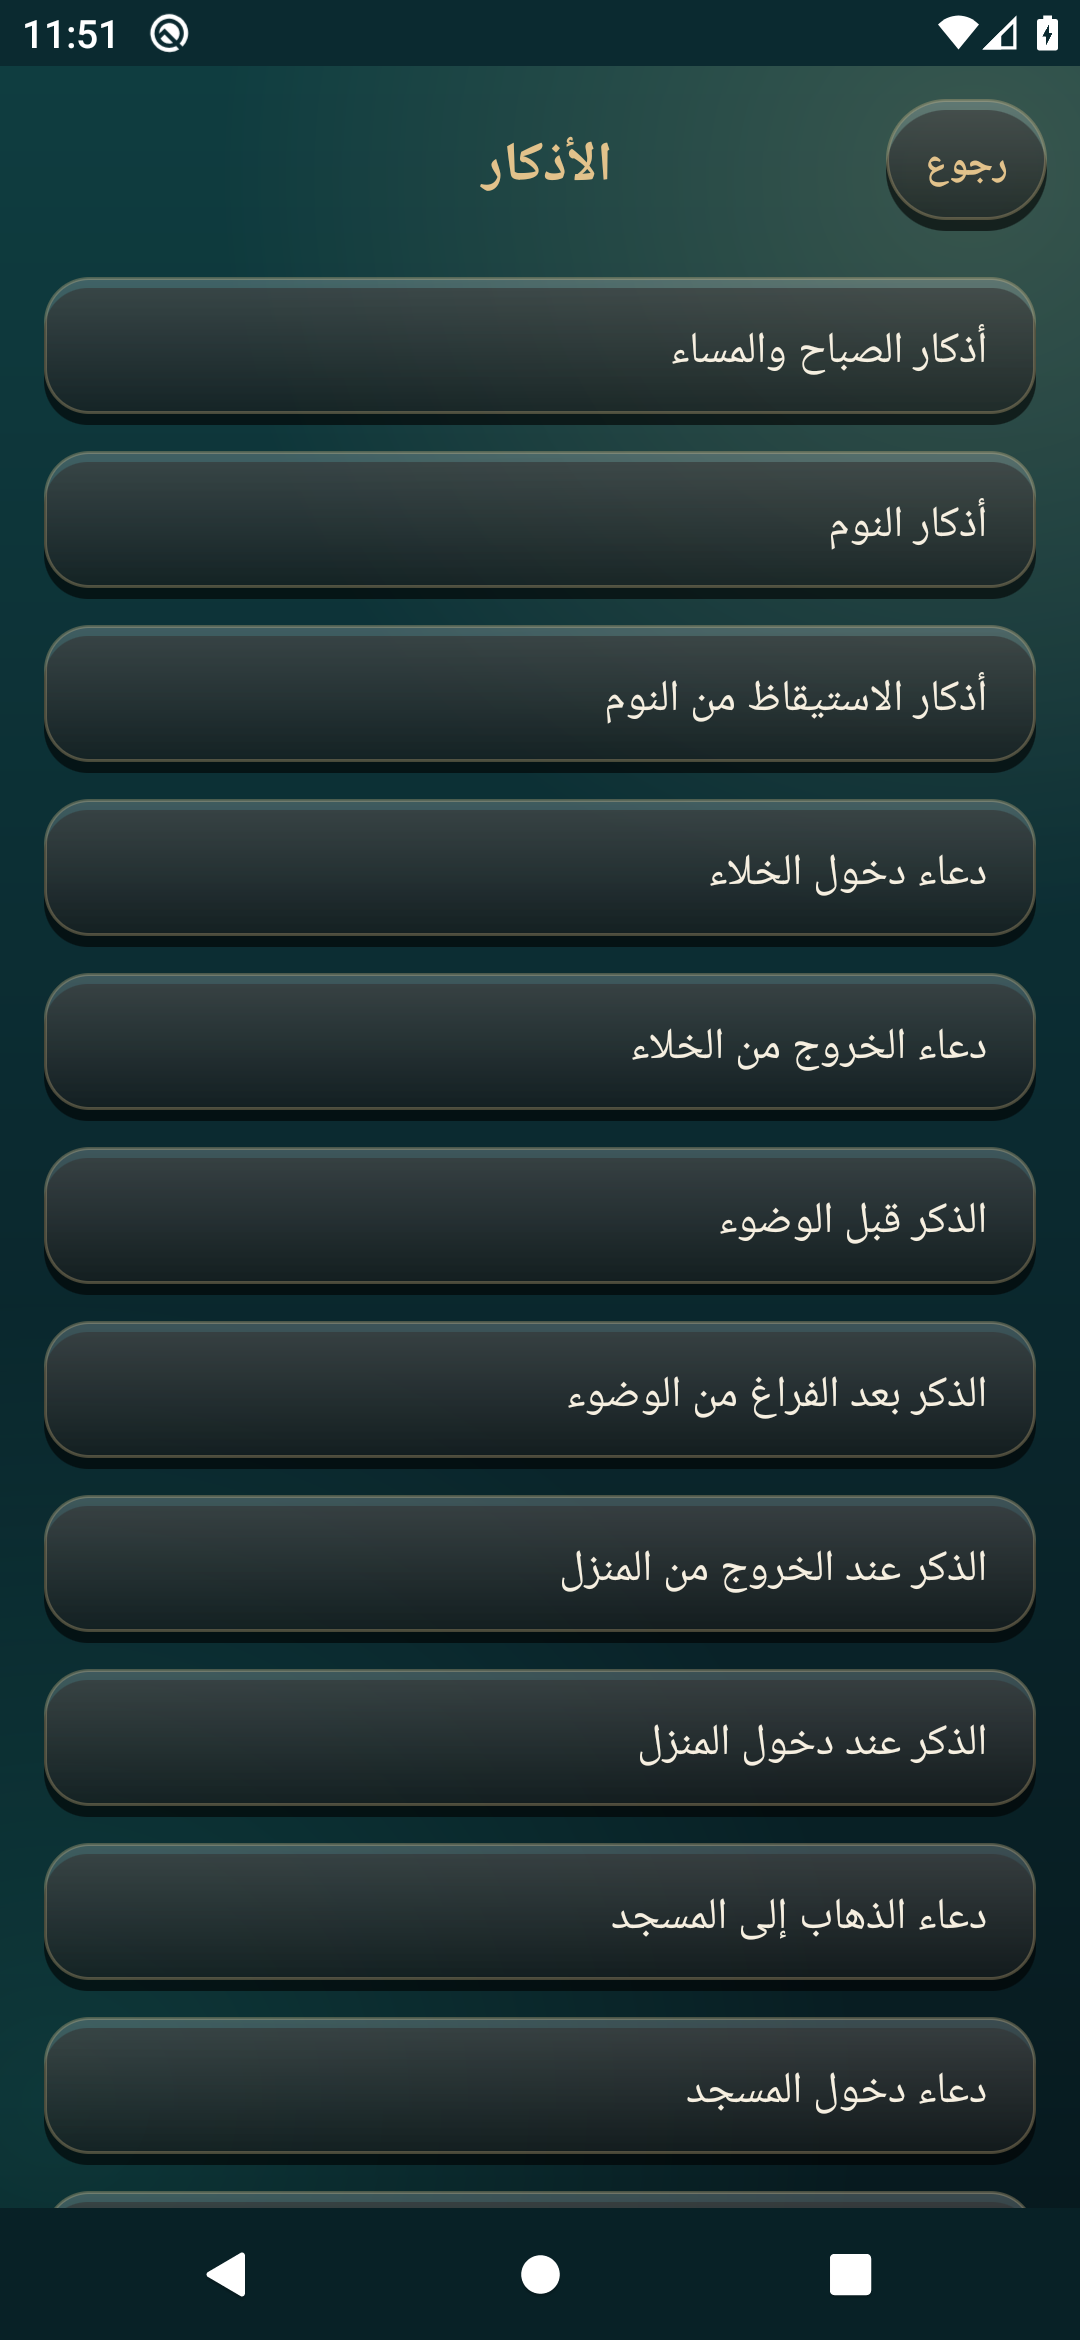 11:51
رجوع
الأذكار
أذكار الصباح والمساء
أذكار النوم
أذكار الاستيقاظ من النوم
دعاء دخول الخلاء
دعاء الخروج من الخلاء
الذكر قبل الوضوء
الذكر بعد الفراغ من الوضوء
الذكر عند الخروج من المنزل
الذكر عند دخول المنزل
دعاء الذهاب إلى المسجد
دعاء دخول المسجد